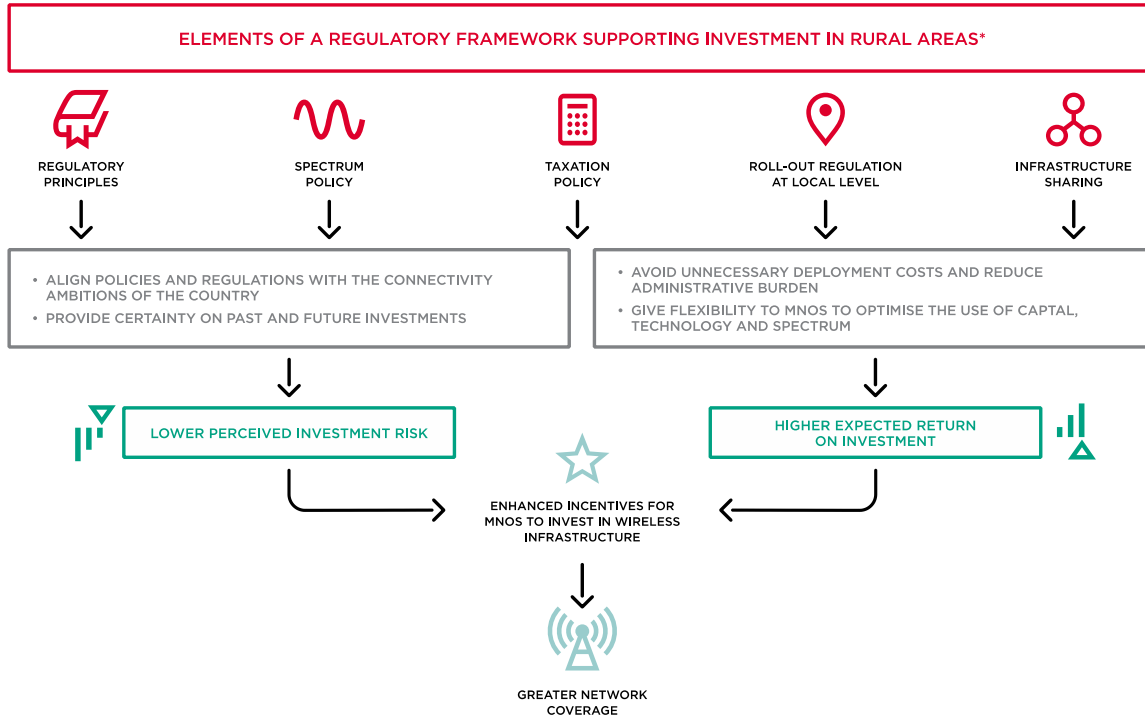 ELEMENTS OF A REGULATORY FRAMEWORK SUPPORTING INVESTMENT IN RURAL AREAS*
REGULATORY
PRINCIPLES
SPECTRUM
POLICY
TAXATION
POLICY
ROLL-OUT REGULATION
AT LOCAL LEVEL
INFRASTRUCTURE
SHARING
• ALIGN POLICIES AND REGULATIONS WITH THE CONNECTIVITY
AMBITIONS OF THE COUNTRY
• PROVIDE CERTAINTY ON PAST AND FUTURE INVESTMENTS
• AVOID UNNECESSARY DEPLOYMENT COSTS AND REDUCE
ADMINISTRATIVE BURDEN
• GIVE FLEXIBILITY TO MNOS TO OPTIMISE THE USE OF CAPTAL,
TECHNOLOGY AND SPECTRUM
LOWER PERCEIVED INVESTMENT RISK
HIGHER EXPECTED RETURN
ON INVESTMENT
ENHANCED INCENTIVES FOR
MNOS TO INVEST IN WIRELESS
INFRASTRUCTURE
GREATER NETWORK
COVERAGE